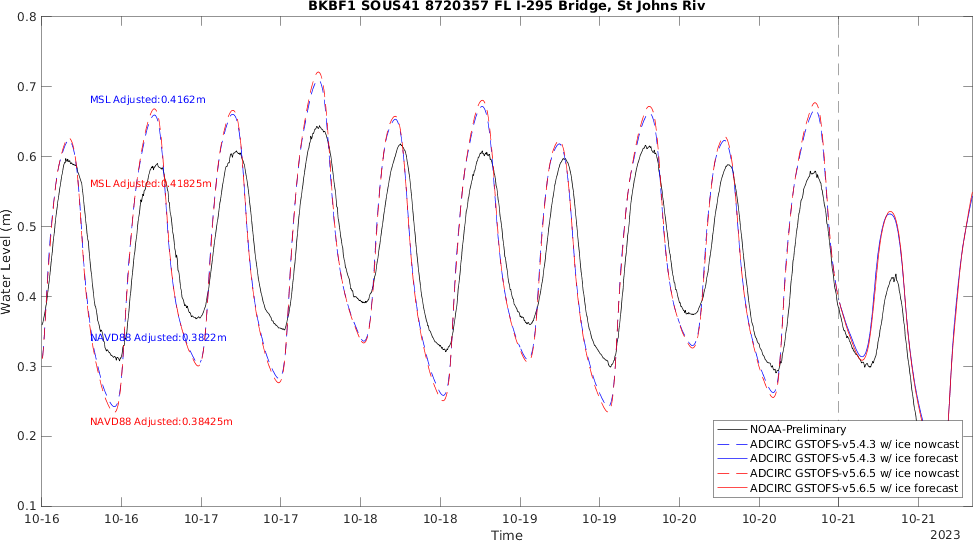 BKBF1 SOUS41 8720357 FL I-295 Bridge, St Johns Riv
0.8
0.7
0.6
0.5
0.4
0.3
0.2
0.1
Water Level (m)
MSL Adjusted:0.4162m
MSL Adjusted:0.41825m
NAVD88 Adjusted:0.3822m
NAVD88 Adjusted:0.38425m
NOAA-Preliminary
ADCIRC GSTOFS-v5.4.3 w/ ice nowcast
ADCIRC GSTOFS-v5.4.3 w/ ice forecast
ADCIRC GSTOFS-v5.6.5 w/ ice nowcast
ADCIRC GSTOFS-v5.6.5 w/ ice forecast
10-16 10-16 10-17 10-17 10-18 10-18 10-19 10-19 10-20 10-20 10-21 10-21
2023
Time